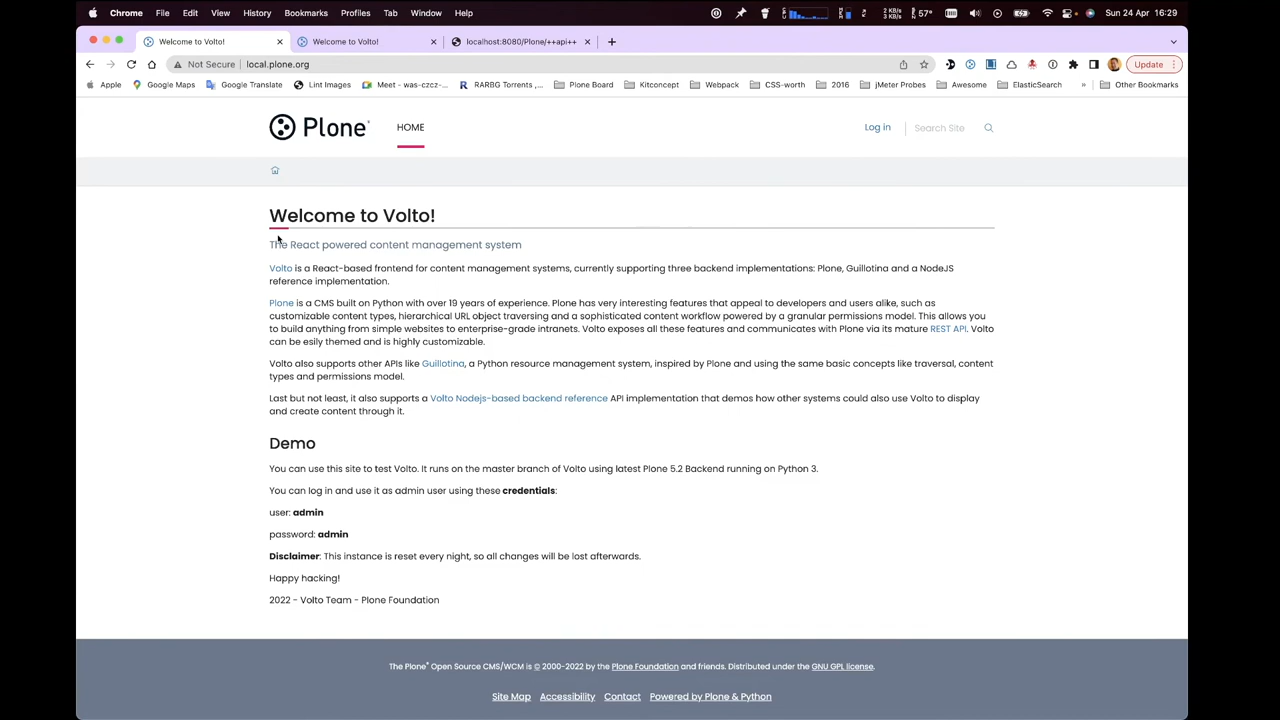 Chrome File Edit View History Bookmarks Profiles Tab Window Help 2 KB/s 3 KB/s 57° Sun 24 Apr 16:29
Welcome to Volto! Welcome to Volto! localhost:8080/Plone/++api++
Not Secure local.plone.org Update
Apple Google Maps Google Translate Lint Images Meet - was-czcz-... RARBG Torrents ,... Plone Board Kitconcept Webpack CSS-worth 2016 jMeter Probes Awesome ElasticSearch » Other Bookmarks
Plone HOME Log in Search Site
Welcome to Volto!
The React powered content management system
Volto is a React-based frontend for content management systems, currently supporting three backend implementations: Plone, Guillotina and a NodeJS
reference implementation.
Plone is a CMS built on Python with over 19 years of experience. Plone has very interesting features that appeal to developers and users alike, such as
customizable content types, hierarchical URL object traversing and a sophisticated content workflow powered by a granular permissions model. This allows you
to build anything from simple websites to enterprise-grade intranets. Volto exposes all these features and communicates with Plone via its mature REST API. Volto
can be esily themed and is highly customizable.
Volto also supports other APIs like Guillotina, a Python resource management system, inspired by Plone and using the same basic concepts like traversal, content
types and permissions model.
Last but not least, it also supports a Volto Nodejs-based backend reference API implementation that demos how other systems could also use Volto to display
and create content through it.
Demo
You can use this site to test Volto. It runs on the master branch of Volto using latest Plone 5.2 Backend running on Python 3.
You can log in and use it as admin user using these credentials:
user: admin
password: admin
Disclaimer: This instance is reset every night, so all changes will be lost afterwards.
Happy hacking!
2022 - Volto Team - Plone Foundation
The Plone® Open Source CMS/WCM is © 2000-2022 by the Plone Foundation and friends. Distributed under the GNU GPL license.
Site Map Accessibility Contact Powered by Plone & Python